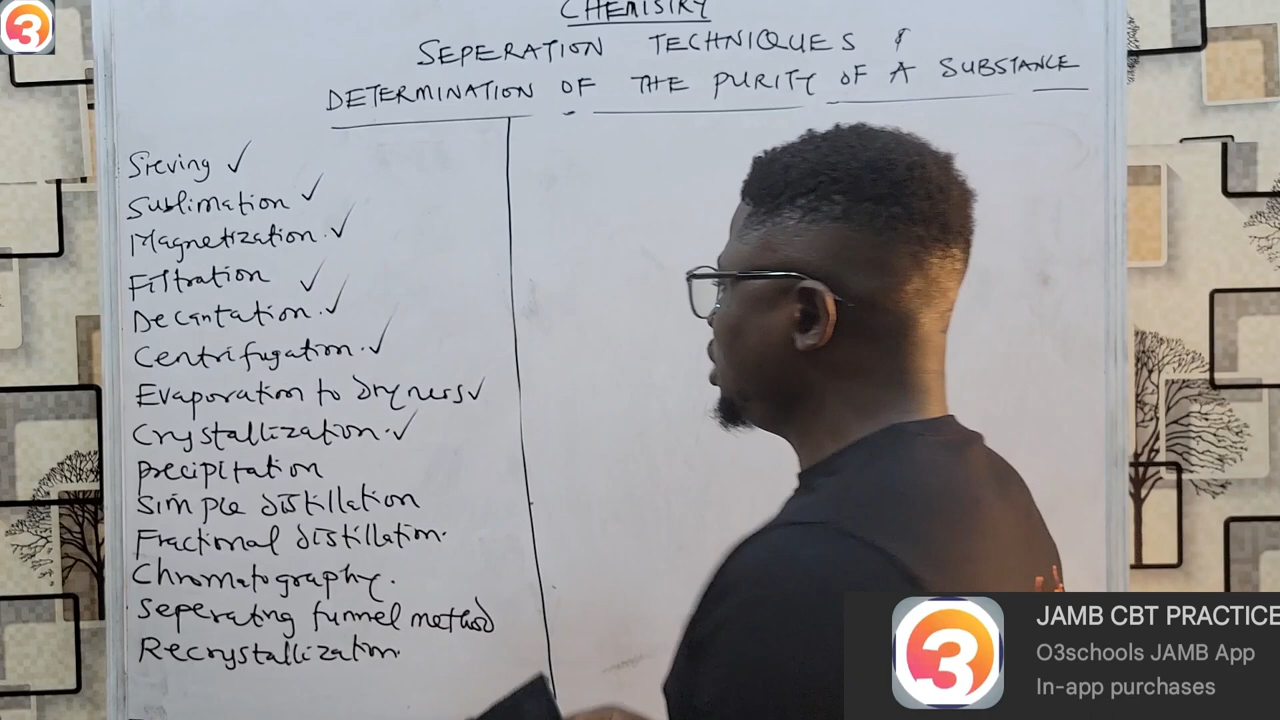 3
CHEMISTRY
SEPERATION TECHNIQUES &
DETERMINATION OF THE PURITY OF A SUBSTANCE
Sieving ✓
Sublimation ✓
Magnetization. ✓
Filtration ✓
Decantation. ✓
Centrifugation. ✓
Evaporation to dryness ✓
Crystallization. ✓
precipitation
Simple distillation
Fractional distillation.
Chromatography.
Seperating funnel method
Recrystallization.
3
JAMB CBT PRACTICE
O3schools JAMB App
In-app purchases